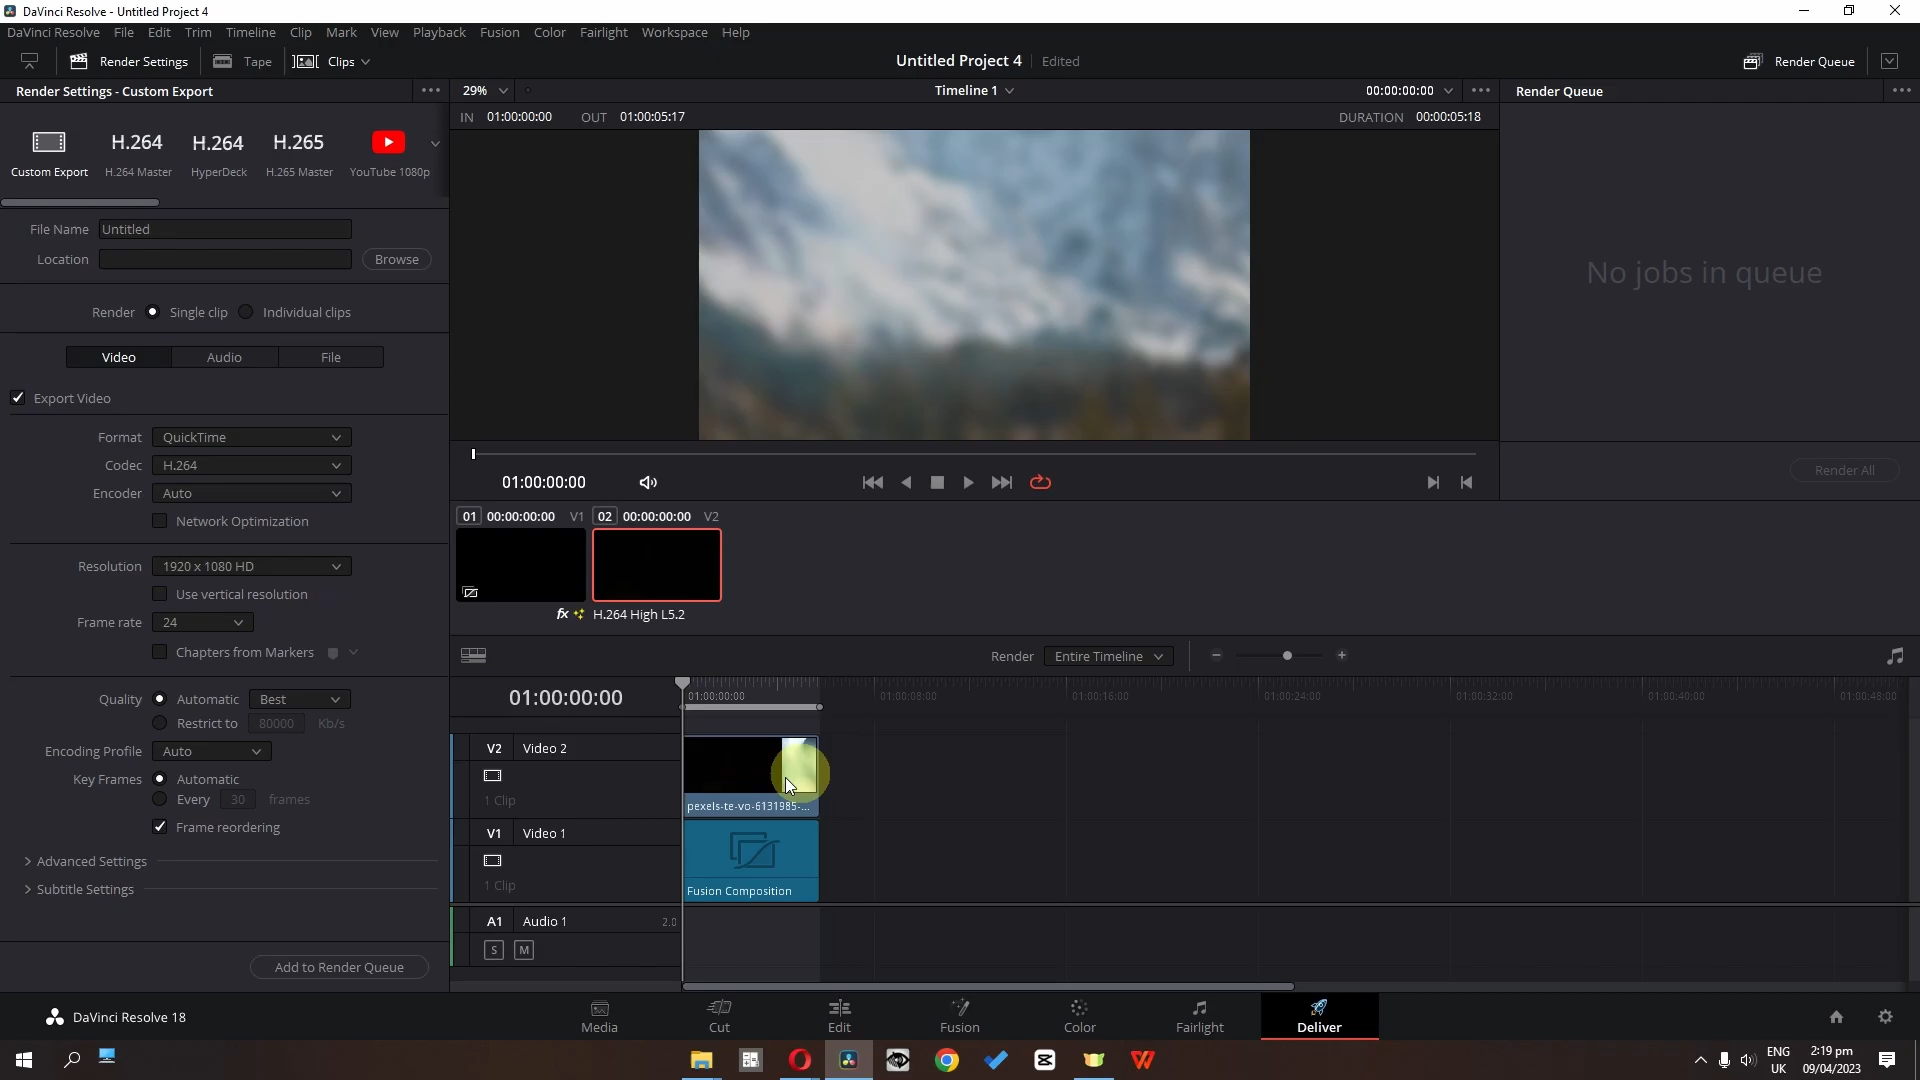 DaVinci Resolve - Untitled Project 4
DaVinci Resolve File Edit Trim Timeline Clip Mark View Playback Fusion Color Fairlight Workspace Help
Render Settings Tape Clips Untitled Project 4 Edited Render Queue
Render Settings - Custom Export 29% Timeline 1 00:00:00:00 Render Queue
IN 01:00:00:00 OUT 01:00:05:17 DURATION 00:00:05:18
H.264 H.264 H.265
Custom Export H.264 Master HyperDeck H.265 Master YouTube 1080p
File Name Untitled
Location Browse
No jobs in queue
Render Single clip Individual clips
Video Audio File
Export Video
Format QuickTime
Codec H.264
Render All
Encoder Auto
01:00:00:00
Network Optimization
01 00:00:00:00 V1 02 00:00:00:00 V2
Resolution 1920 x 1080 HD
Use vertical resolution
fx H.264 High L5.2
Frame rate 24
Chapters from Markers
Render Entire Timeline
Quality Automatic Best
Restrict to 80000 Kb/s
Encoding Profile Auto
Key Frames Automatic
Every 30 frames
Frame reordering
Advanced Settings
Subtitle Settings
Add to Render Queue
01:00:00:00 01:00:00:00 01:00:08:00 01:00:16:00 01:00:24:00 01:00:32:00 01:00:40:00 01:00:48:00
V2 Video 2
1 Clip
pexels-te-vo-6131985-...
V1 Video 1
1 Clip
Fusion Composition
A1 Audio 1 2.0
S M
DaVinci Resolve 18
Media Cut Edit Fusion Color Fairlight Deliver
ENG
UK
2:19 pm
09/04/2023